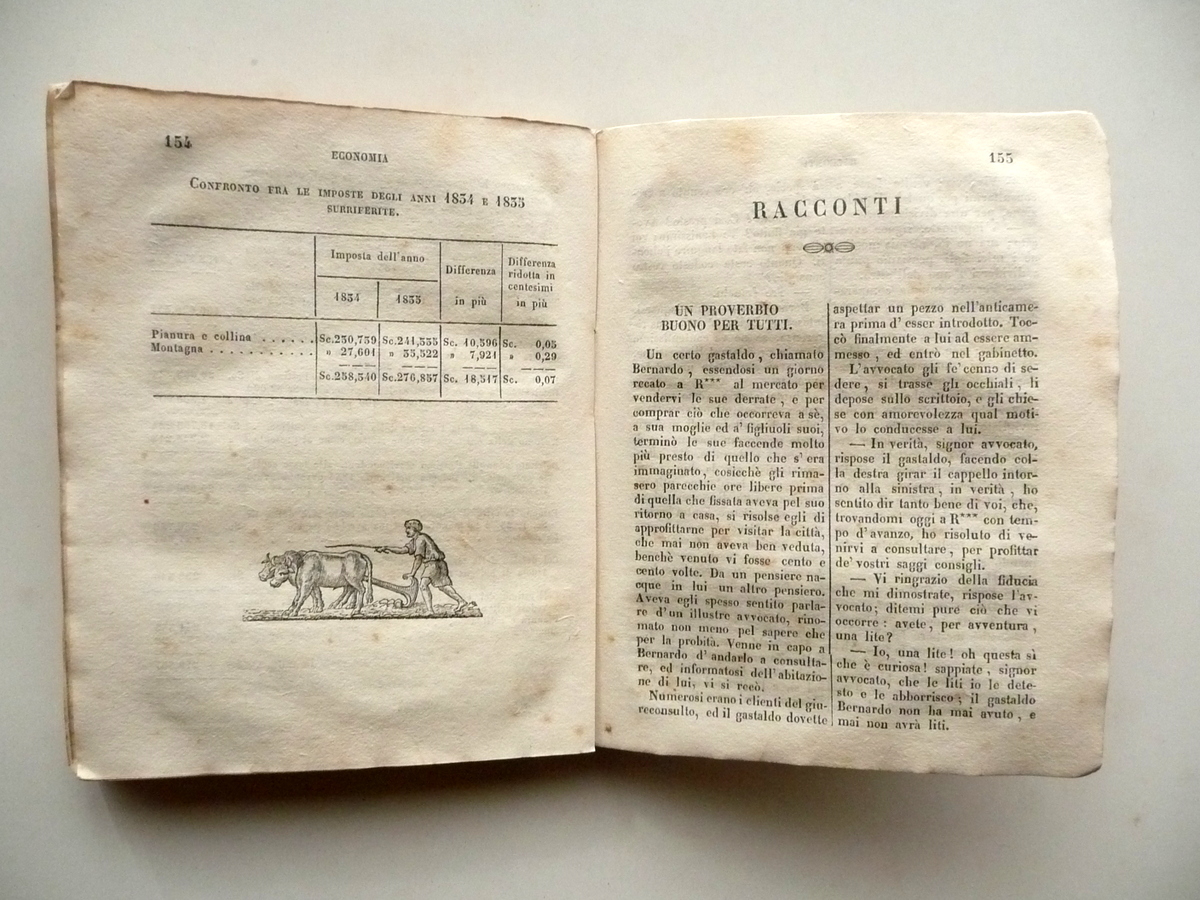 154
ECONOMIA
CONFRONTO FRA LE IMPOSTE DEGLI ANNI 1834 E 1835
SURRIFERITE.
Imposta dell'anno
1834
1835
Differenza
in più
Differenza
ridotta in
centesimi
in più
Pianura e collina . . . . . Sc.230,739 Sc.241,335 Sc. 10,596 Sc. 0,05
Montagna . . . . . . . . . . . » 27,601 » 35,522 » 7,921 » 0,29
Sc.258,340 Sc.276,857 Sc. 18,517 Sc. 0,07
155
RACCONTI
UN PROVERBIO
BUONO PER TUTTI.
Un certo gastaldo, chiamato
Bernardo, essendosi un giorno
recato a R*** al mercato per
vendervi le sue derrate, e per
comprar ciò che occorreva a sè,
a sua moglie ed a' figliuoli suoi,
terminò le sue faccende molto
più presto di quello che s'era
immaginato, cosicchè gli rima-
sero parecchie ore libere prima
di quella che fissata aveva pel suo
ritorno a casa, si risolse egli di
approfittarne per visitar la città,
che mai non aveva ben veduta,
benchè venuto vi fosse cento e
cento volte. Da un pensiere na-
cque in lui un altro pensiero.
Aveva egli spesso sentito parla-
re d'un illustre avvocato, rino-
mato non meno pel sapere che
per la probità. Venne in capo a
Bernardo d'andarlo a consulta-
re, ed informatosi dell'abitazio-
ne di lui, vi si recò.
Numerosi erano i clienti del giu-
reconsulto, ed il gastaldo dovette
aspettar un pezzo nell'anticame-
ra prima d'esser introdotto. Toc-
cò finalmente a lui ad essere am-
messo, ed entrò nel gabinetto.
L'avvocato gli fe' cenno di se-
dere, si trasse gli occhiali, li
depose sullo scrittoio, e gli chie-
se con amorevolezza qual moti-
vo lo conducesse a lui.
— In verità, signor avvocato,
rispose il gastaldo, facendo col-
la destra girar il cappello intor-
no alla sinistra, in verità, ho
sentito dir tanto bene di voi, che,
trovandomi oggi a R*** con tem-
po d'avanzo, ho risoluto di ve-
nirvi a consultare, per profittar
de' vostri saggi consigli.
— Vi ringrazio della fiducia
che mi dimostrate, rispose l'av-
vocato; ditemi pure ciò che vi
occorre: avete, per avventura,
una lite?
— Io, una lite! oh questa sì
che è curiosa! sappiate, signor
avvocato, che le liti io le dete-
sto e le abborrisco; il gastaldo
Bernardo non ha mai avuto, e
mai non avrà liti.